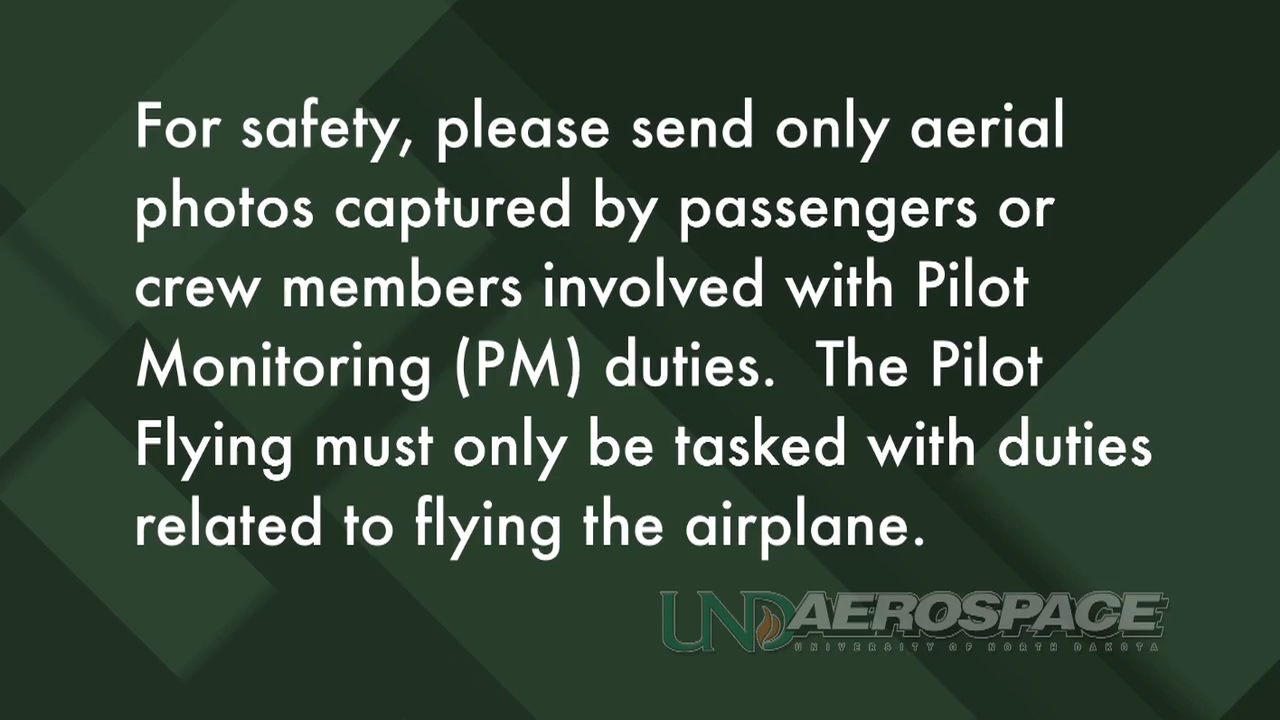 For safety, please send only aerial
photos captured by passengers or
crew members involved with Pilot
Monitoring (PM) duties.  The Pilot
Flying must only be tasked with duties
related to flying the airplane.
UND AEROSPACE
UNIVERSITY OF NORTH DAKOTA